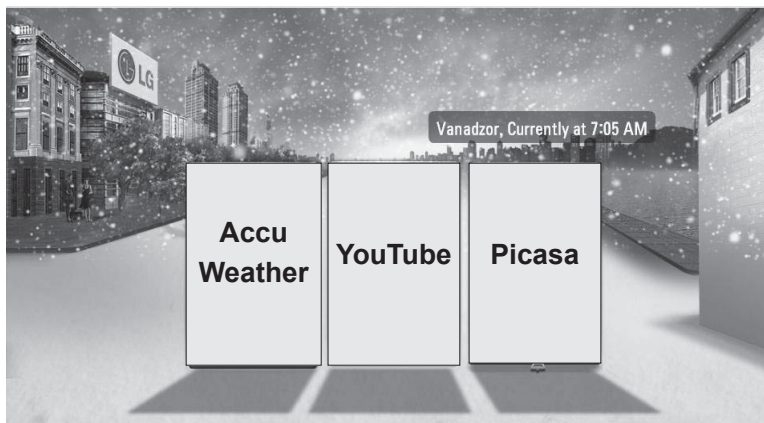 LG
Vanadzor, Currently at 7:05 AM
Accu
Weather
YouTube
Picasa